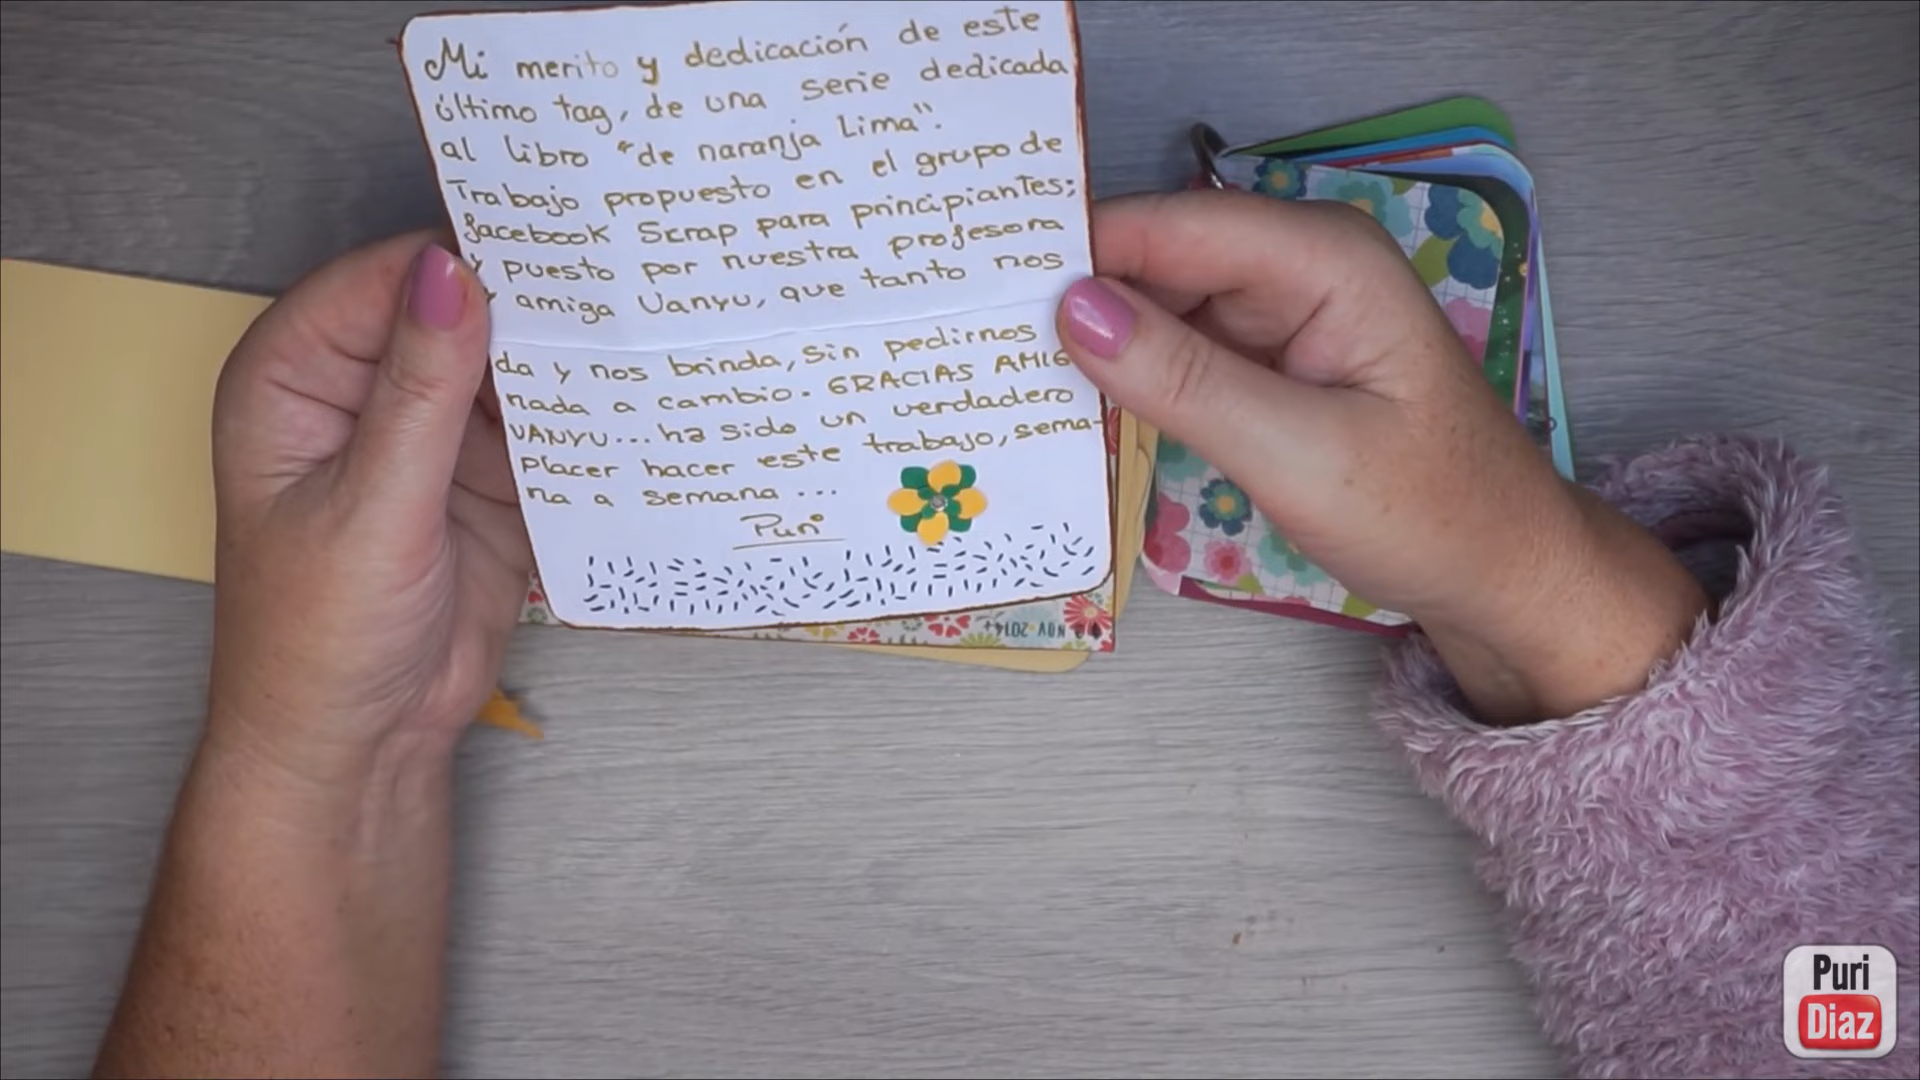 Mi merito y dedicación de este
último tag, de una serie dedicada
al libro "de naranja Lima".
Trabajo propuesto en el grupo de
facebook Scrap para principiantes;
y puesto por nuestra profesora
y amiga Vanyu, que tanto nos
da y nos brinda, sin pedirnos
nada a cambio. GRACIAS AMIG
VANYU... ha sido un verdadero
placer hacer este trabajo, sema-
na a semana ...
Puri
NOV 2014
Puri
Diaz